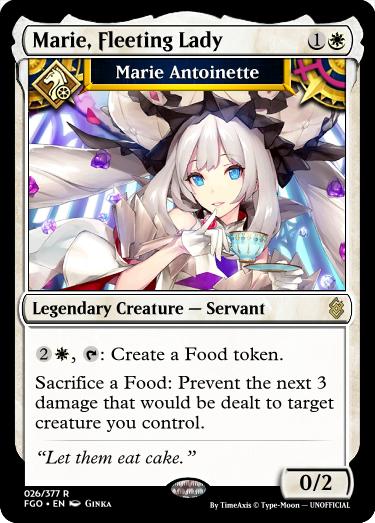 Marie, Fleeting Lady 1
Marie Antoinette
Legendary Creature — Servant
2 , : Create a Food token.
Sacrifice a Food: Prevent the next 3
damage that would be dealt to target
creature you control.
“Let them eat cake.”
0/2
026/377 R
FGO • EN GINKA
By TimeAxis © Type-Moon — UNOFFICIAL